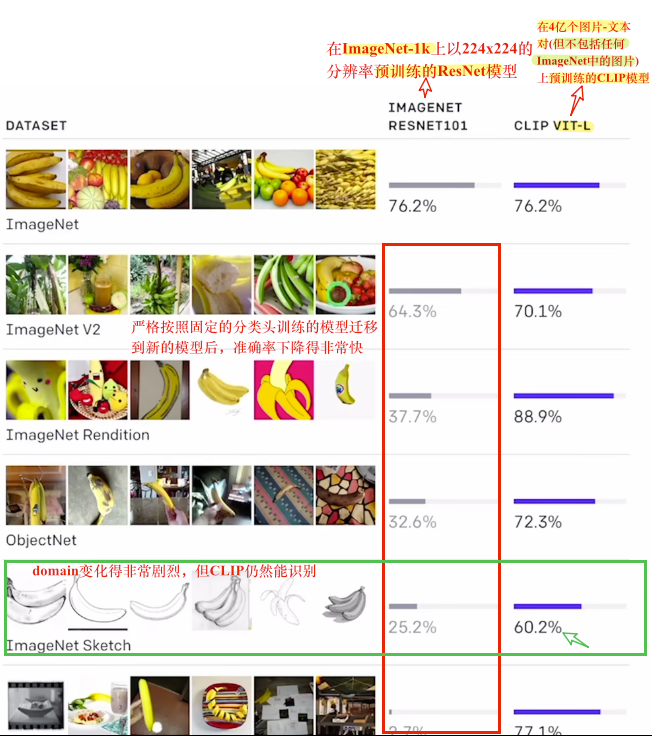 在ImageNet-1k上以224x224的
分辨率预训练的ResNet模型
在4亿个图片-文本
对(但不包括任何
ImageNet中的图片)
上预训练的CLIP模型
DATASET
IMAGENET
RESNET101
CLIP VIT-L
76.2%
76.2%
ImageNet
64.3%
70.1%
ImageNet V2
严格按照固定的分类头训练的模型迁移
到新的模型后，准确率下降得非常快
37.7%
88.9%
ImageNet Rendition
32.6%
72.3%
ObjectNet
domain变化得非常剧烈，但CLIP仍然能识别
25.2%
60.2%
ImageNet Sketch
77.1%